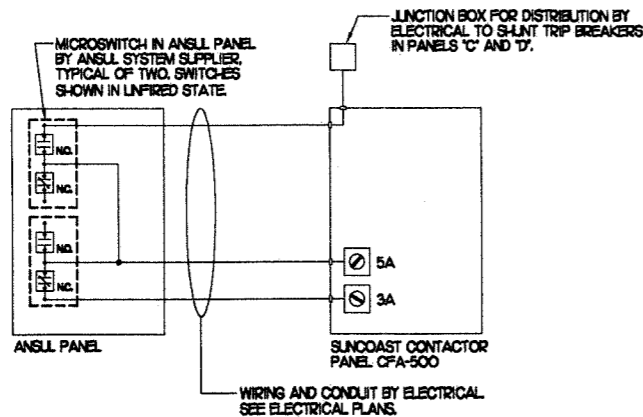 JUNCTION BOX FOR DISTRIBUTION BY
ELECTRICAL TO SHUNT TRIP BREAKERS
IN PANELS "C" AND "D".
MICROSWITCH IN ANSUL PANEL
BY ANSUL SYSTEM SUPPLIER,
TYPICAL OF TWO. SWITCHES
SHOWN IN UNFIRED STATE.
N.O.
N.C.
N.O.
N.C.
5A
3A
ANSUL PANEL
SUNCOAST CONTACTOR
PANEL CFA-500
WIRING AND CONDUIT BY ELECTRICAL
SEE ELECTRICAL PLANS.